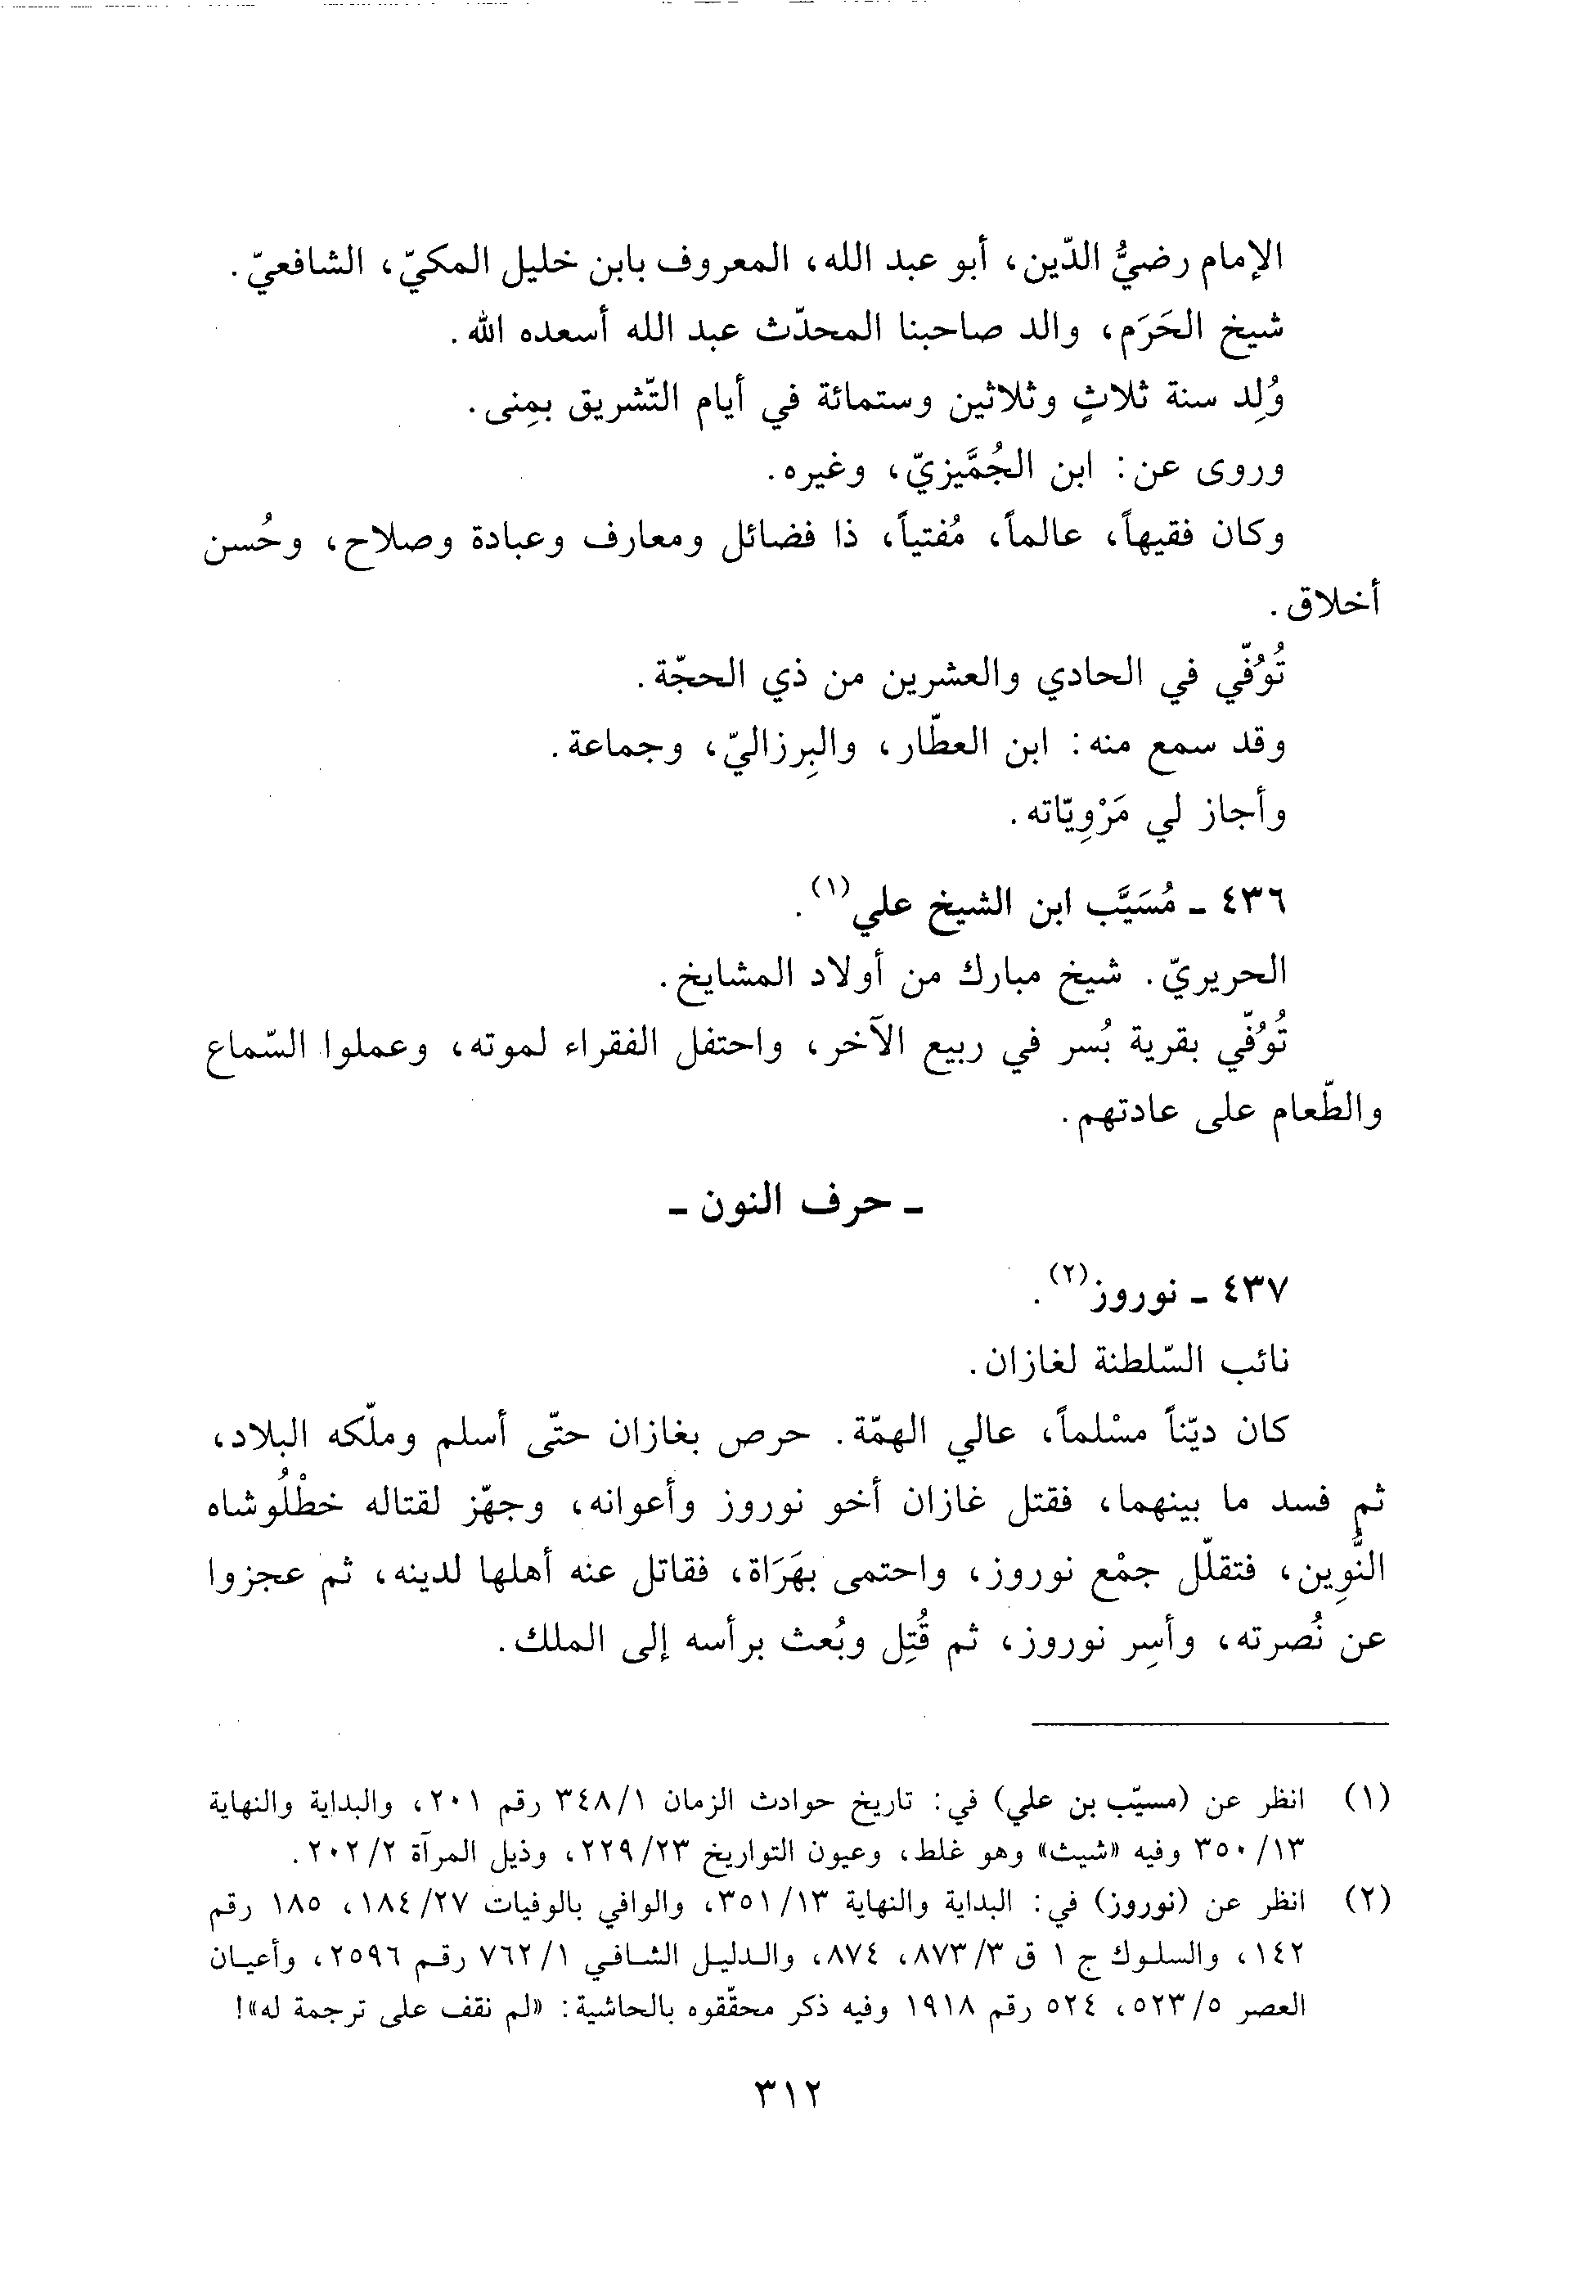 الإمام رضيُّ الدّين، أبو عبد الله، المعروف بابن خليل المكيّ، الشافعيّ.
شيخ الحَرَم، والد صاحبنا المحدّث عبد الله أسعده الله.
وُلِد سنة ثلاثٍ وثلاثين وستمائة في أيام التّشريق بمِنى.
وروى عن: ابن الجُمَّيزيّ، وغيره.
وكان فقيهاً، عالماً، مُفتياً، ذا فضائل ومعارف وعبادة وصلاح، وحُسن
أخلاق.
تُوُفّي في الحادي والعشرين من ذي الحجّة.
وقد سمع منه: ابن العطّار، والبِرزاليّ، وجماعة.
وأجاز لي مَرْوِيّاته.
٤٣٦ - مُسَيَّب ابن الشيخ علي(١).
الحريريّ. شيخ مبارك من أولاد المشايخ.
تُوُفّي بقرية بُسر في ربيع الآخر، واحتفل الفقراء لموته، وعملوا السّماع
والطّعام على عادتهم.
- حرف النون -
٤٣٧ - نوروز(٢).
نائب السّلطنة لغازان.
كان ديّناً مسْلماً، عالي الهمّة. حرص بغازان حتّى أسلم وملّكه البلاد،
ثم فسد ما بينهما، فقتل غازان أخو نوروز وأعوانه، وجهّز لقتاله خطْلُوشاه
النُّوِين، فتقلّل جمْع نوروز، واحتمى بهَرَاة، فقاتل عنه أهلها لدينه، ثم عجزوا
عن نُصرته، وأسِر نوروز، ثم قُتِل وبُعث برأسه إلى الملك.
(١) انظر عن (مسيّب بن علي) في: تاريخ حوادث الزمان ٣٤٨/١ رقم ٢٠١، والبداية والنهاية
٣٥٠/١٣ وفيه «شيث» وهو غلط، وعيون التواريخ ٢٢٩/٢٣، وذيل المرآة ٢٠٢/٢.
(٢) انظر عن (نوروز) في: البداية والنهاية ٣٥١/١٣، والوافي بالوفيات ١٨٤/٢٧، ١٨٥ رقم
١٤٢، والسلوك ج ١ ق ٨٧٣/٣، ٨٧٤، والدليل الشافي ٧٦٢/١ رقم ٢٥٩٦، وأعيان
العصر ٥٢٣/٥، ٥٢٤ رقم ١٩١٨ وفيه ذكر محقّقوه بالحاشية: «لم نقف على ترجمة له»!
٣١٢